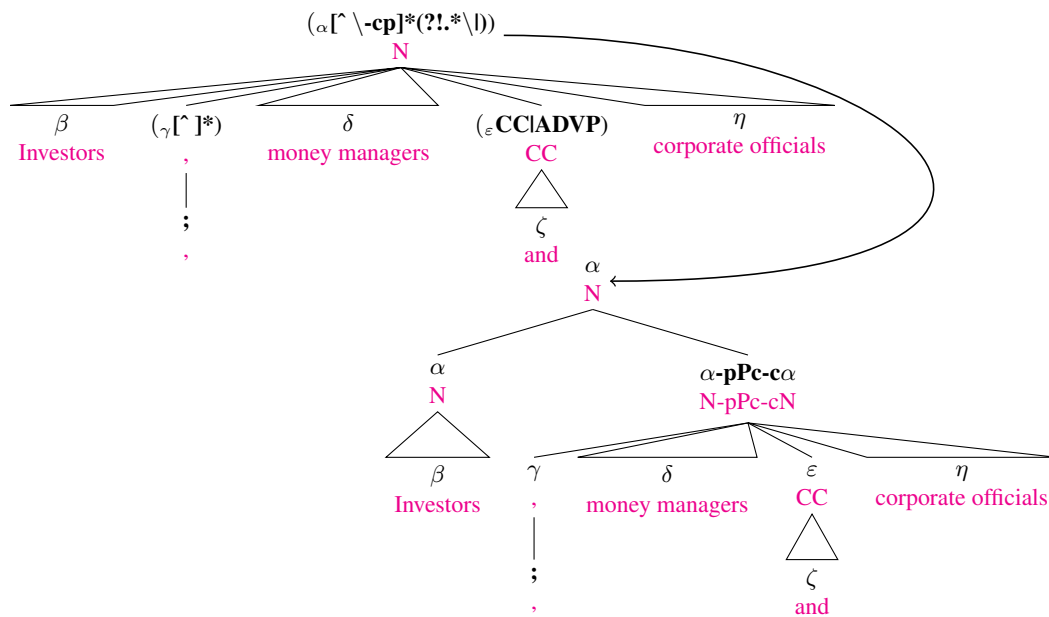 (α[ˆ \-cp]*(?!.*\|))
N
β (γ[ˆ ]*) δ (εCC|ADVP) η
Investors , money managers CC corporate officials
; ζ
, and
α
N
α α-pPc-cα
N N-pPc-cN
β γ δ ε η
Investors , money managers CC corporate officials
; ζ
, and